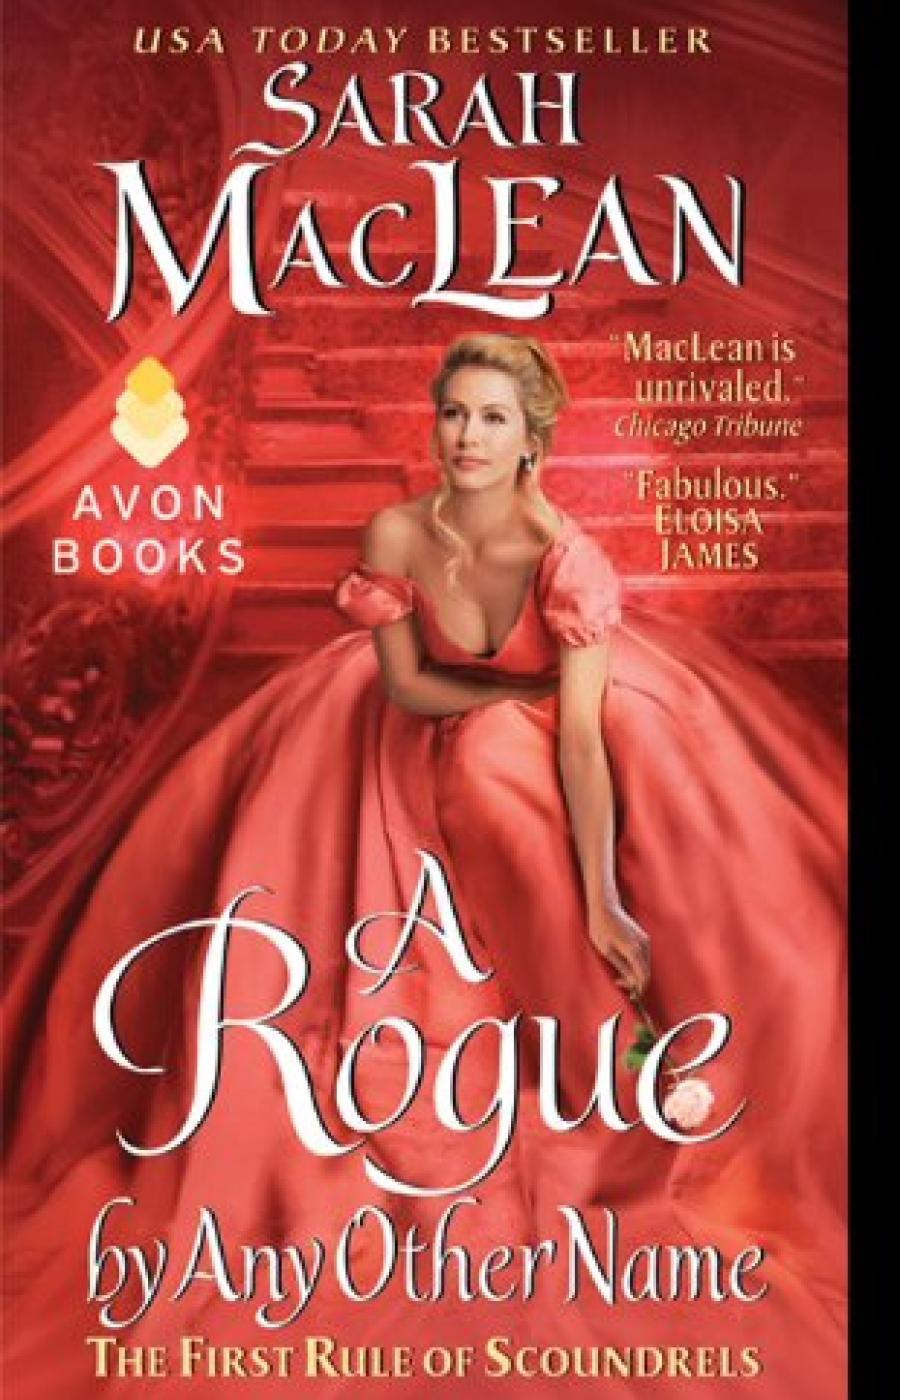 USA TODAY BESTSELLER
SARAH
MACLEAN
"MacLean is
unrivaled."
Chicago Tribune
"Fabulous."
ELOISA
JAMES
AVON
BOOKS
A
Rogue
by Any Other Name
THE FIRST RULE OF SCOUNDRELS